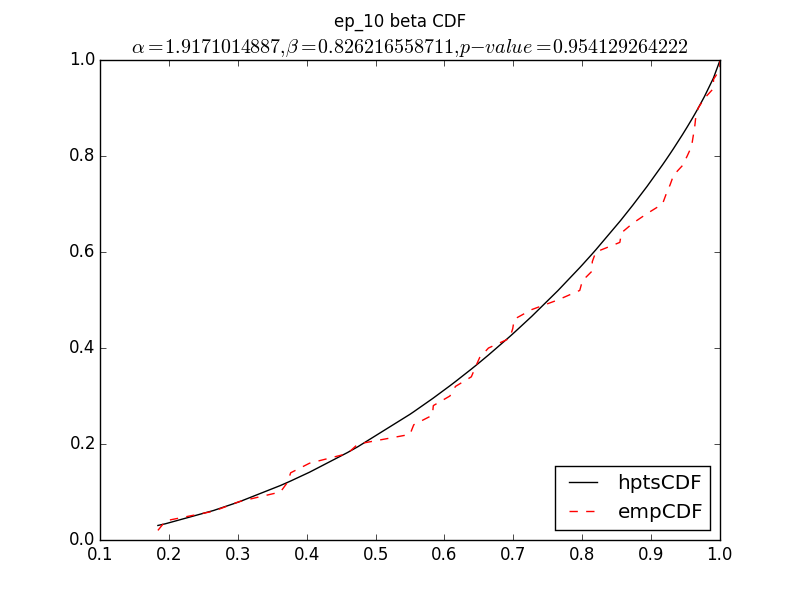 ep_10 beta CDF
α=1.9171014887,β=0.826216558711,p−value=0.954129264222
1.0
0.8
0.6
0.4
0.2
0.0
0.1 0.2 0.3 0.4 0.5 0.6 0.7 0.8 0.9 1.0
hptsCDF
empCDF